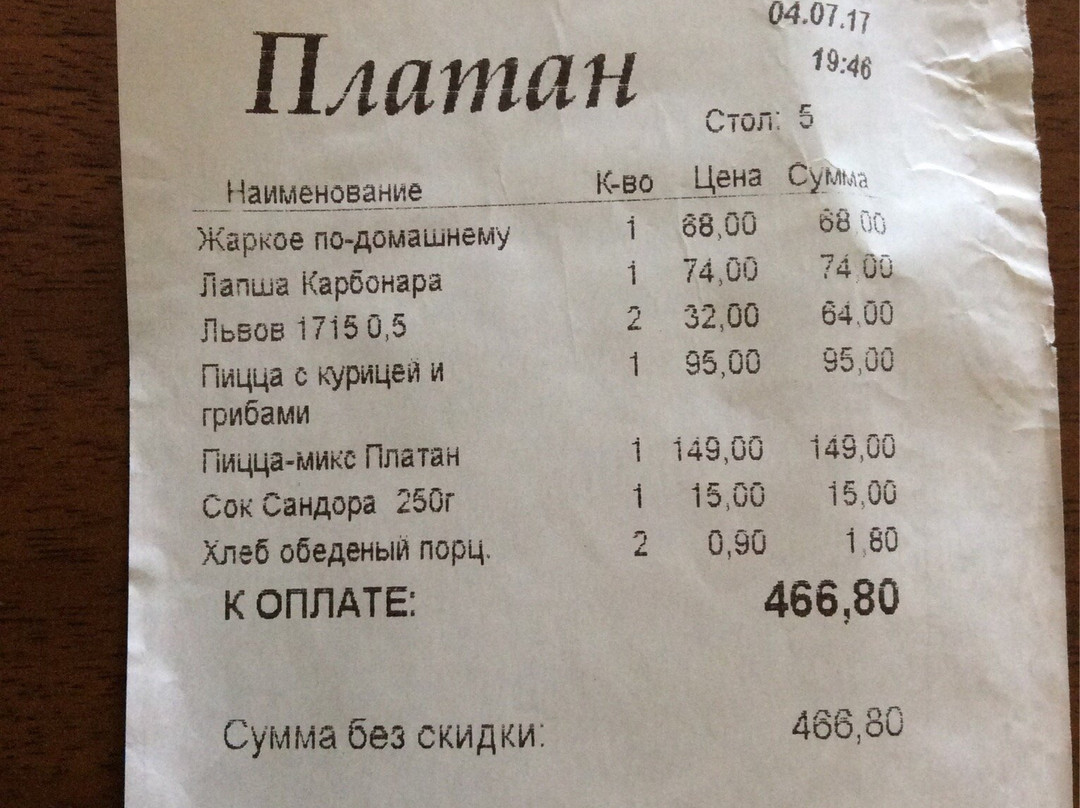 04.07.17
Платан
19:46
Стол: 5
Наименование К-во Цена Сумма
Жаркое по-домашнему 1 68,00 68,00
Лапша Карбонара 1 74,00 74,00
Львов 1715 0,5 2 32,00 64,00
Пицца с курицей и 1 95,00 95,00
грибами
Пицца-микс Платан 1 149,00 149,00
Сок Сандора 250г 1 15,00 15,00
Хлеб обеденый порц. 2 0,90 1,80
К ОПЛАТЕ: 466,80
Сумма без скидки: 466,80